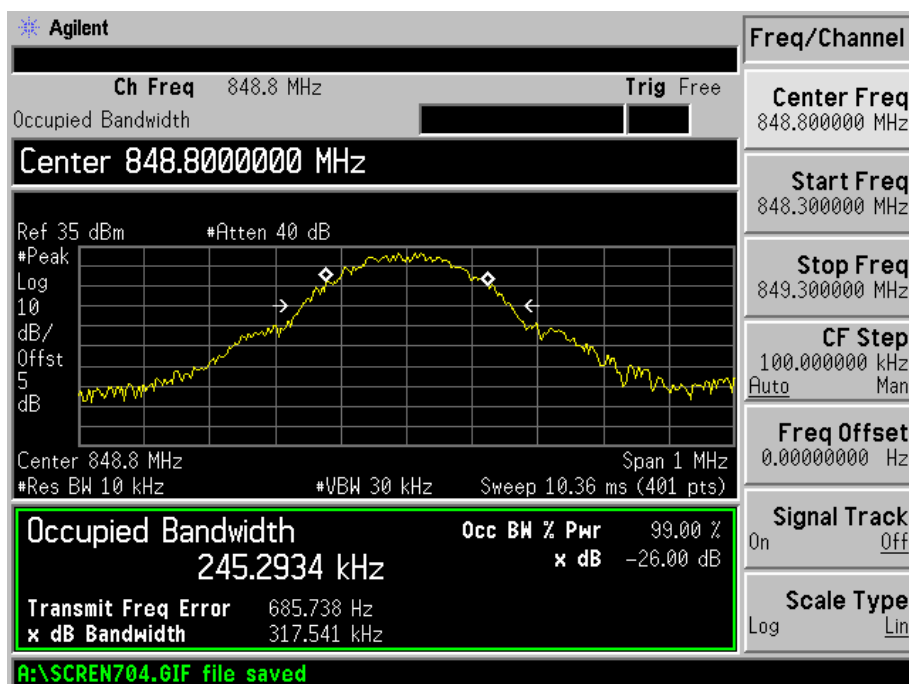 Agilent
Ch Freq 848.8 MHz Trig Free
Occupied Bandwidth
Center 848.8000000 MHz
Ref 35 dBm #Atten 40 dB
#Peak
Log
10
dB/
Offst
5
dB
Center 848.8 MHz Span 1 MHz
#Res BW 10 kHz #VBW 30 kHz Sweep 10.36 ms (401 pts)
Occupied Bandwidth Occ BW % Pwr 99.00 %
245.2934 kHz x dB -26.00 dB
Transmit Freq Error 685.738 Hz
x dB Bandwidth 317.541 kHz
A:\SCREN704.GIF file saved
Freq/Channel
Center Freq
848.800000 MHz
Start Freq
848.300000 MHz
Stop Freq
849.300000 MHz
CF Step
100.000000 kHz
Auto Man
Freq Offset
0.00000000 Hz
Signal Track
On Off
Scale Type
Log Lin